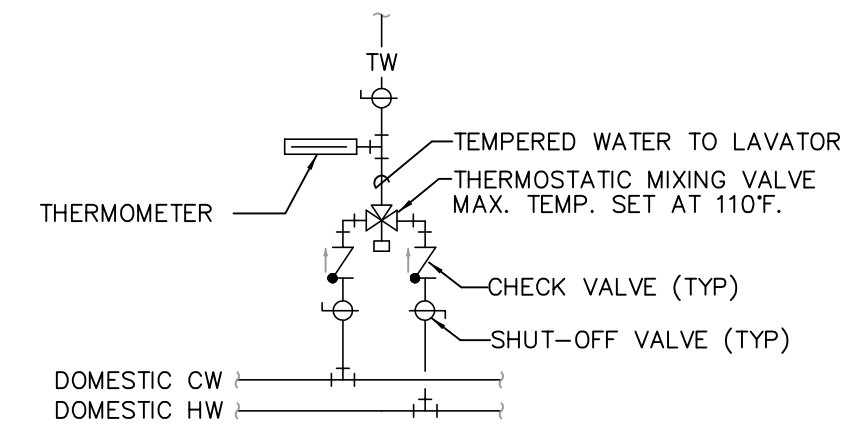 TW
TEMPERED WATER TO LAVATOR
THERMOSTATIC MIXING VALVE
MAX. TEMP. SET AT 110°F.
THERMOMETER
CHECK VALVE (TYP)
SHUT-OFF VALVE (TYP)
DOMESTIC CW
DOMESTIC HW